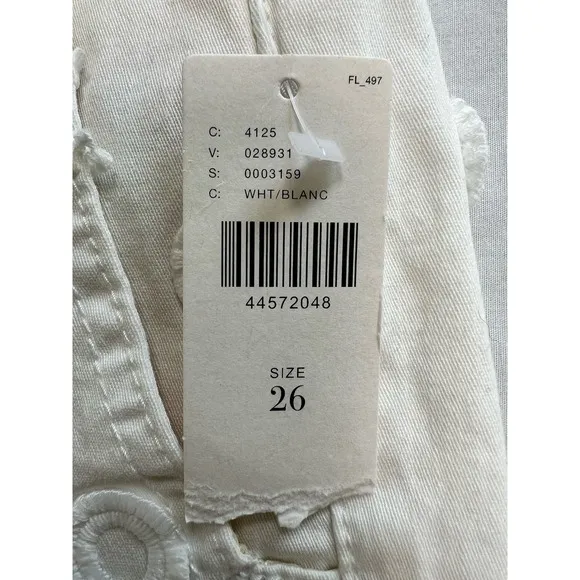 FL_497
C: 4125
V: 028931
S: 0003159
C: WHT/BLANC
44572048
SIZE
26